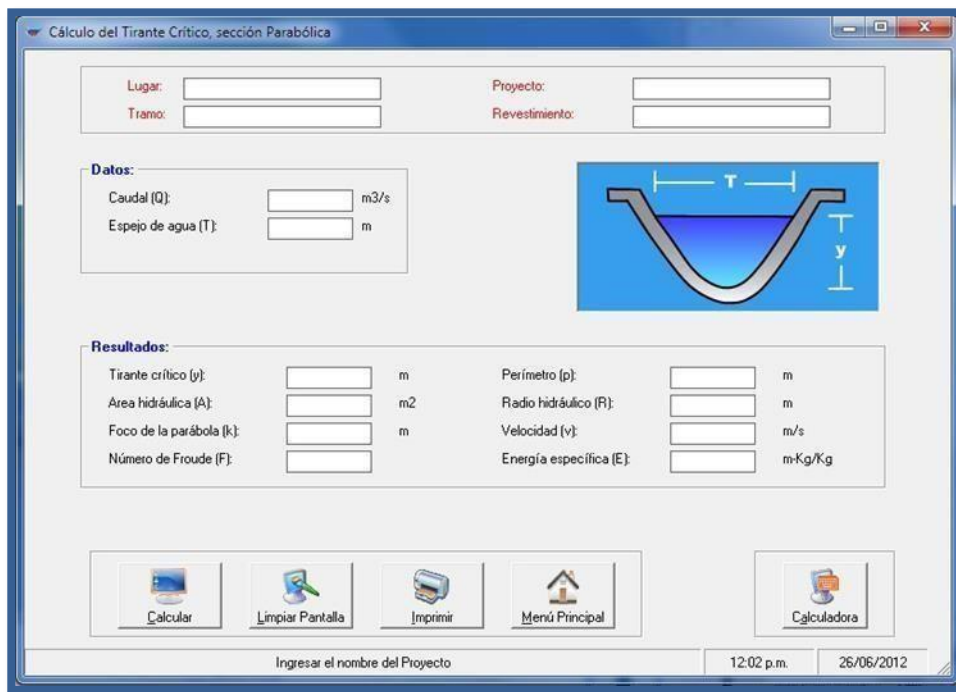 Cálculo del Tirante Crítico, sección Parabólica
Lugar:
Proyecto:
Tramo:
Revestimiento:
Datos:
Caudal (Q):
m3/s
Espejo de agua (T):
m
T
y
Resultados:
Tirante crítico (y):
m
Perímetro (p):
m
Area hidráulica (A):
m2
Radio hidráulico (R):
m
Foco de la parábola (k):
m
Velocidad (v):
m/s
Número de Froude (F):
Energía específica (E):
m-Kg/Kg
Calcular
Limpiar Pantalla
Imprimir
Menú Principal
Calculadora
Ingresar el nombre del Proyecto
12:02 p.m.
26/06/2012